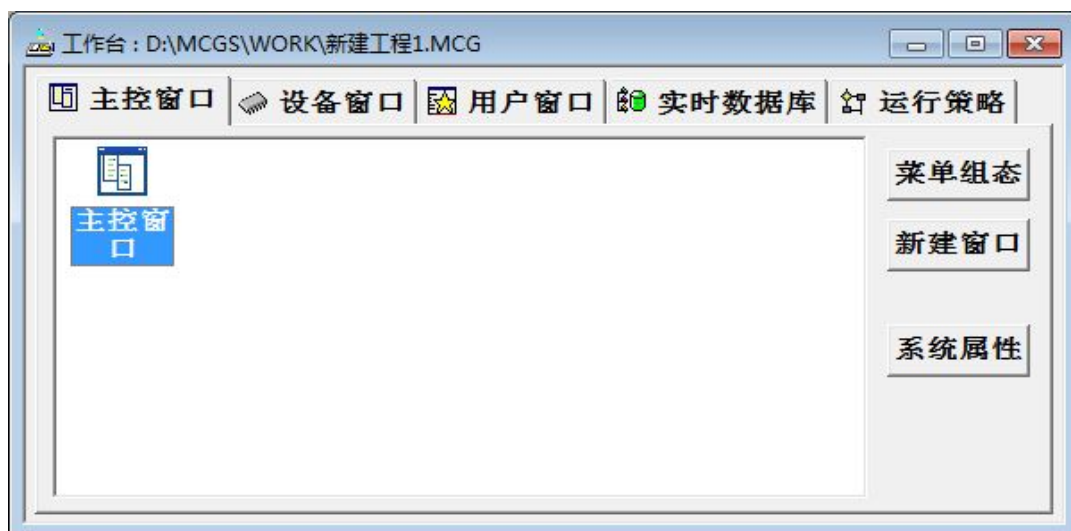 工作台 : D:\MCGS\WORK\新建工程1.MCG
主控窗口 设备窗口 用户窗口 实时数据库 运行策略
主控窗
口
菜单组态
新建窗口
系统属性